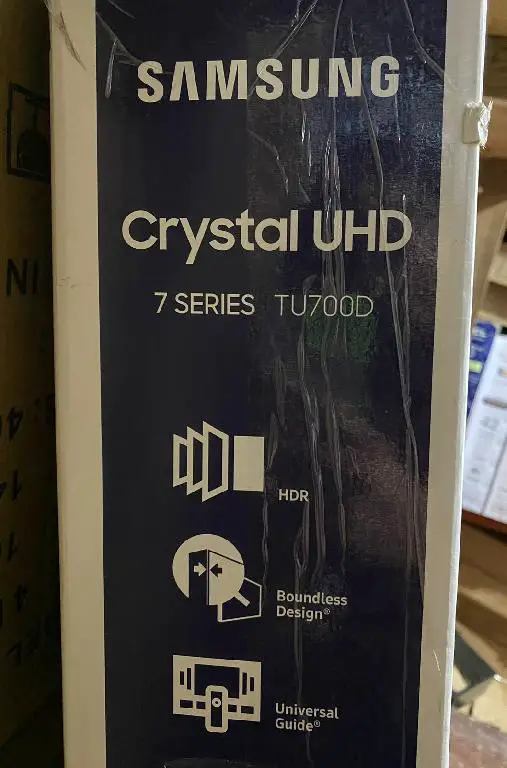 SAMSUNG
Crystal UHD
7 SERIES TU700D
HDR
Boundless
Design®
Universal
Guide®